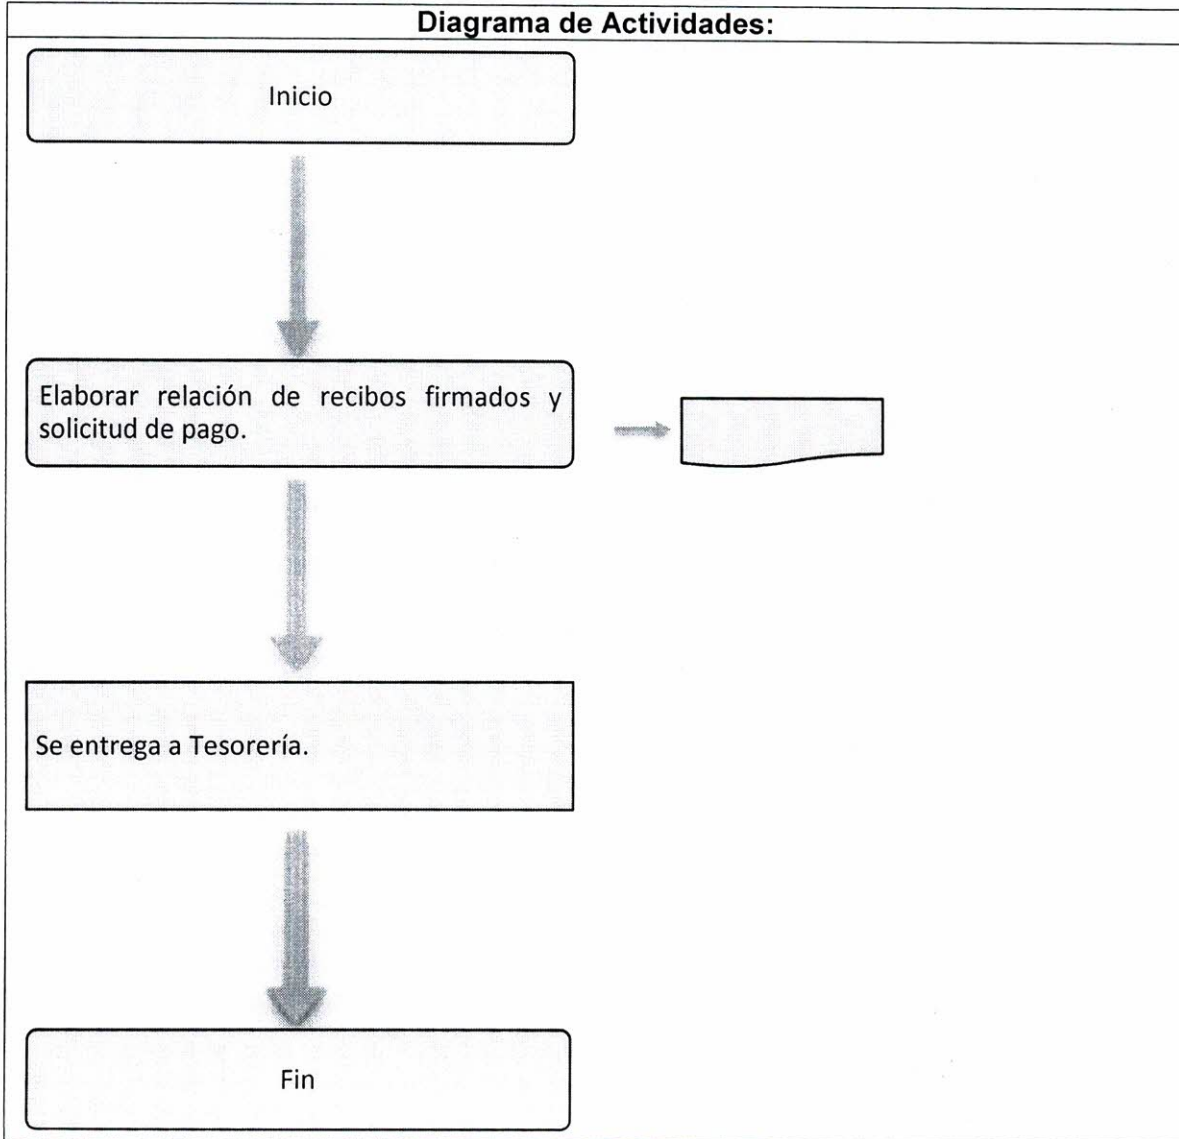 Diagrama de Actividades:
Inicio
Elaborar relación de recibos firmados y
solicitud de pago.
Se entrega a Tesorería.
Fin